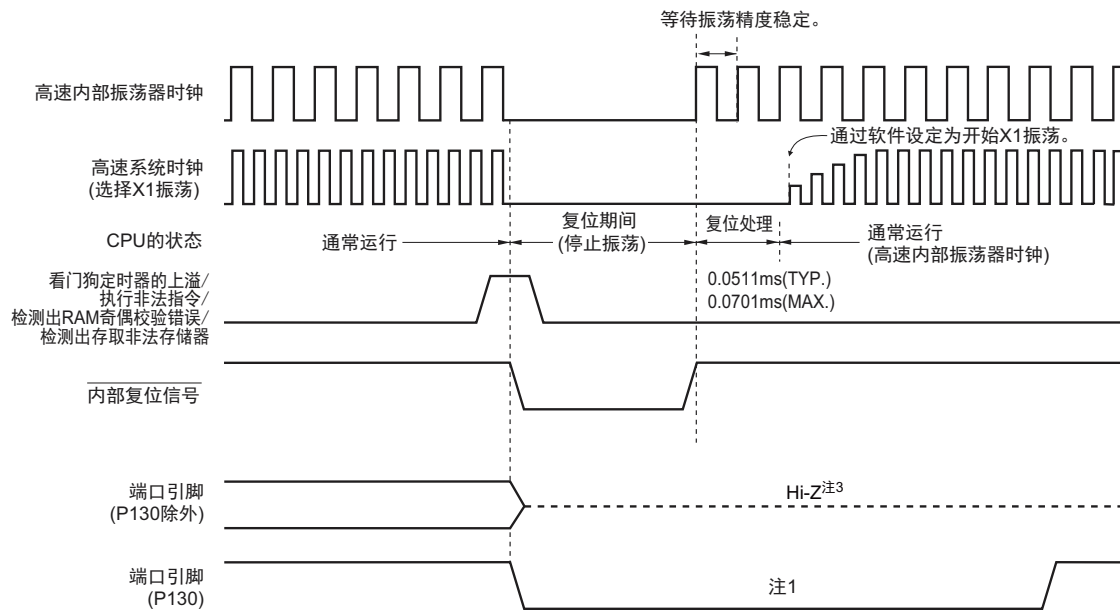 等待振荡精度稳定。
高速内部振荡器时钟
通过软件设定为开始X1振荡。
高速系统时钟
(选择X1振荡)
CPU的状态
通常运行
复位期间
(停止振荡)
复位处理
通常运行
(高速内部振荡器时钟)
0.0511ms(TYP.)
0.0701ms(MAX.)
看门狗定时器的上溢/
执行非法指令/
检测出RAM奇偶校验错误/
检测出存取非法存储器
内部复位信号
端口引脚
(P130除外)
Hi-Z注3
端口引脚
(P130)
注1